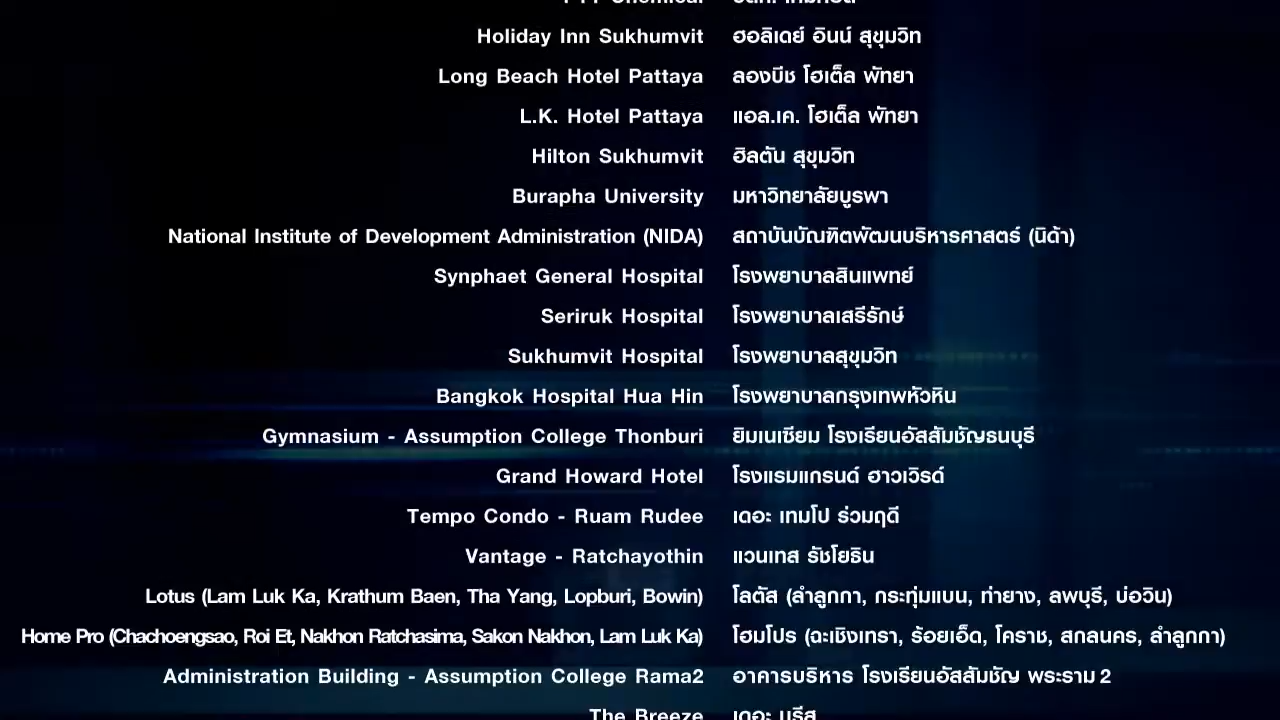 Holiday Inn Sukhumvit ฮอลิเดย์ อินน์ สุขุมวิท
Long Beach Hotel Pattaya ลองบีช โฮเต็ล พัทยา
L.K. Hotel Pattaya แอล.เค. โฮเต็ล พัทยา
Hilton Sukhumvit ฮิลตัน สุขุมวิท
Burapha University มหาวิทยาลัยบูรพา
National Institute of Development Administration (NIDA) สถาบันบัณฑิตพัฒนบริหารศาสตร์ (นิด้า)
Synphaet General Hospital โรงพยาบาลสินแพทย์
Seriruk Hospital โรงพยาบาลเสรีรักษ์
Sukhumvit Hospital โรงพยาบาลสุขุมวิท
Bangkok Hospital Hua Hin โรงพยาบาลกรุงเทพหัวหิน
Gymnasium - Assumption College Thonburi ยิมเนเซียม โรงเรียนอัสสัมชัญธนบุรี
Grand Howard Hotel โรงแรมแกรนด์ ฮาวเวิรด์
Tempo Condo - Ruam Rudee เดอะ เทมโป ร่วมฤดี
Vantage - Ratchayothin แวนเทส รัชโยธิน
Lotus (Lam Luk Ka, Krathum Baen, Tha Yang, Lopburi, Bowin) โลตัส (ลำลูกกา, กระทุ่มแบน, ท่ายาง, ลพบุรี, บ่อวิน)
Home Pro (Chachoengsao, Roi Et, Nakhon Ratchasima, Sakon Nakhon, Lam Luk Ka) โฮมโปร (ฉะเชิงเทรา, ร้อยเอ็ด, โคราช, สกลนคร, ลำลูกกา)
Administration Building - Assumption College Rama2 อาคารบริหาร โรงเรียนอัสสัมชัญ พระราม 2
The Breeze เดอะ บรีส